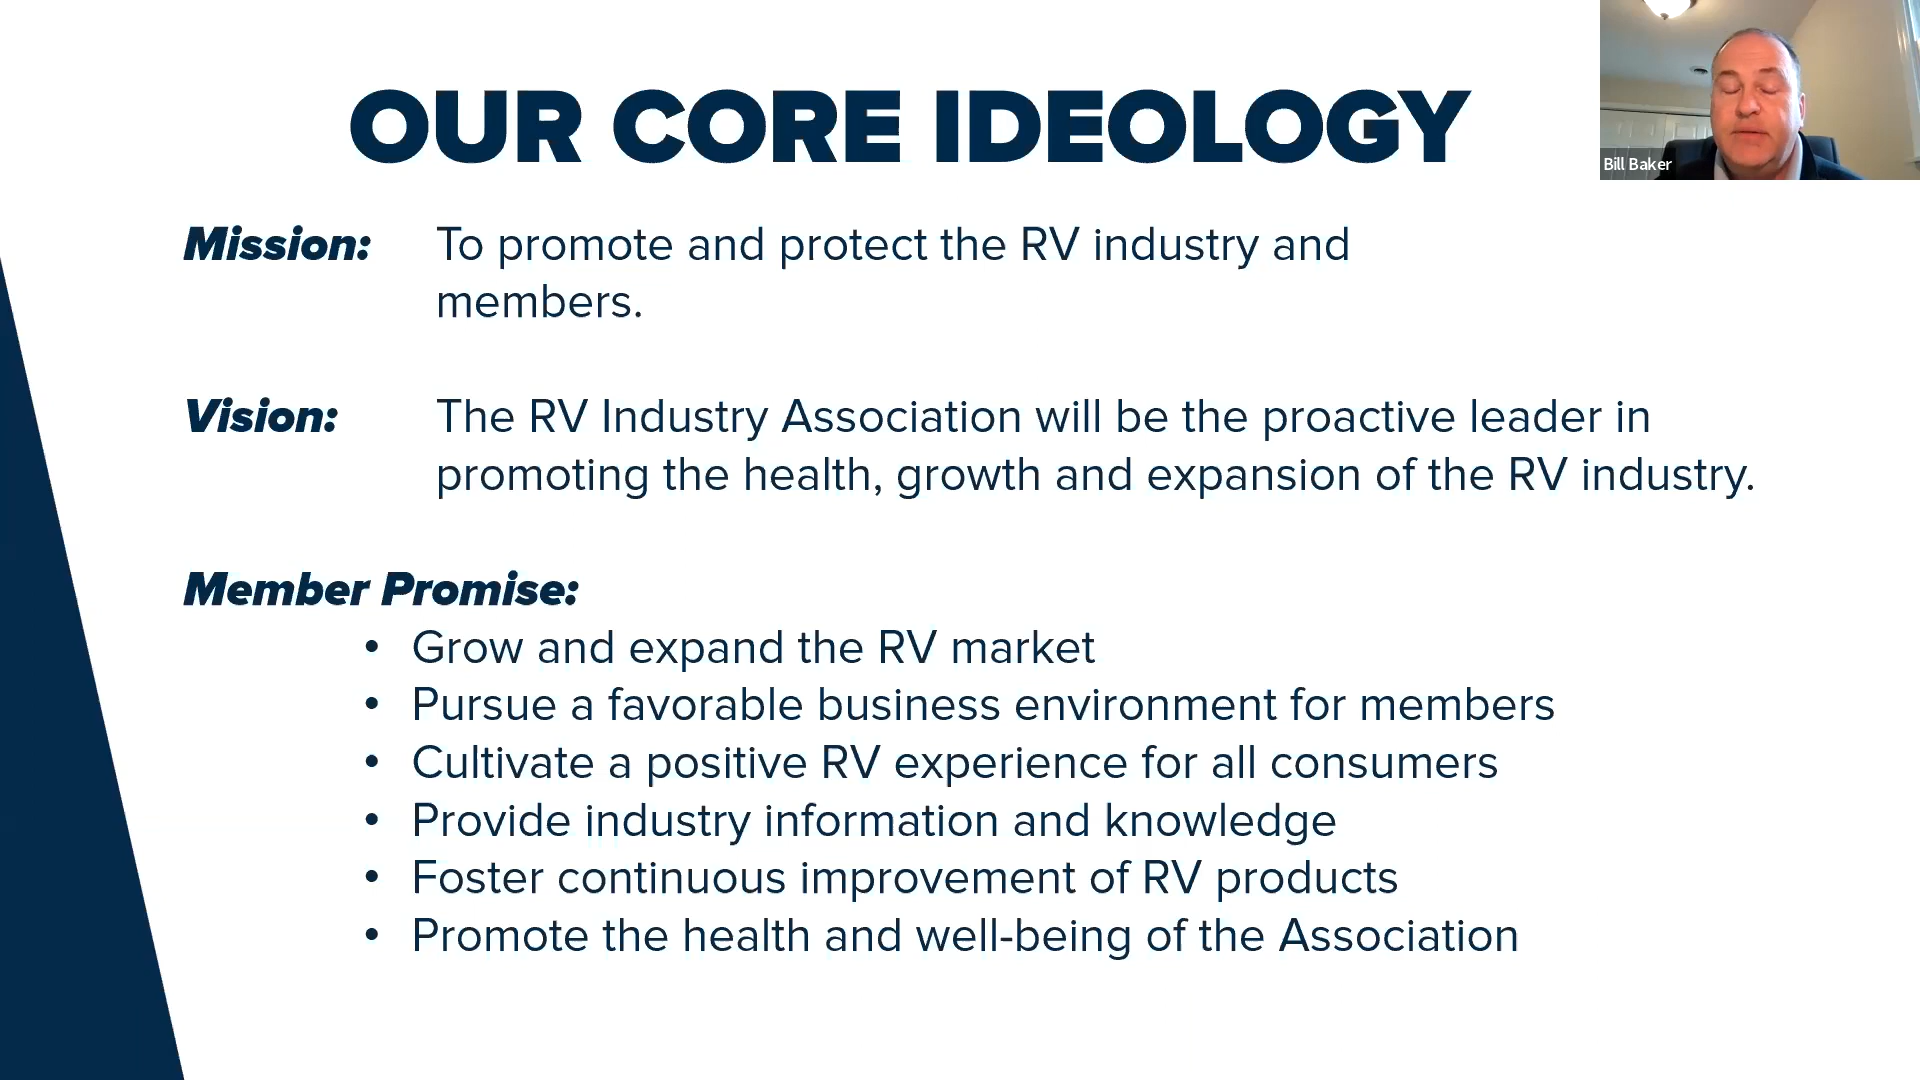 OUR CORE IDEOLOGY
Bill Baker
Mission: To promote and protect the RV industry and
members.
Vision: The RV Industry Association will be the proactive leader in
promoting the health, growth and expansion of the RV industry.
Member Promise:
• Grow and expand the RV market
• Pursue a favorable business environment for members
• Cultivate a positive RV experience for all consumers
• Provide industry information and knowledge
• Foster continuous improvement of RV products
• Promote the health and well-being of the Association